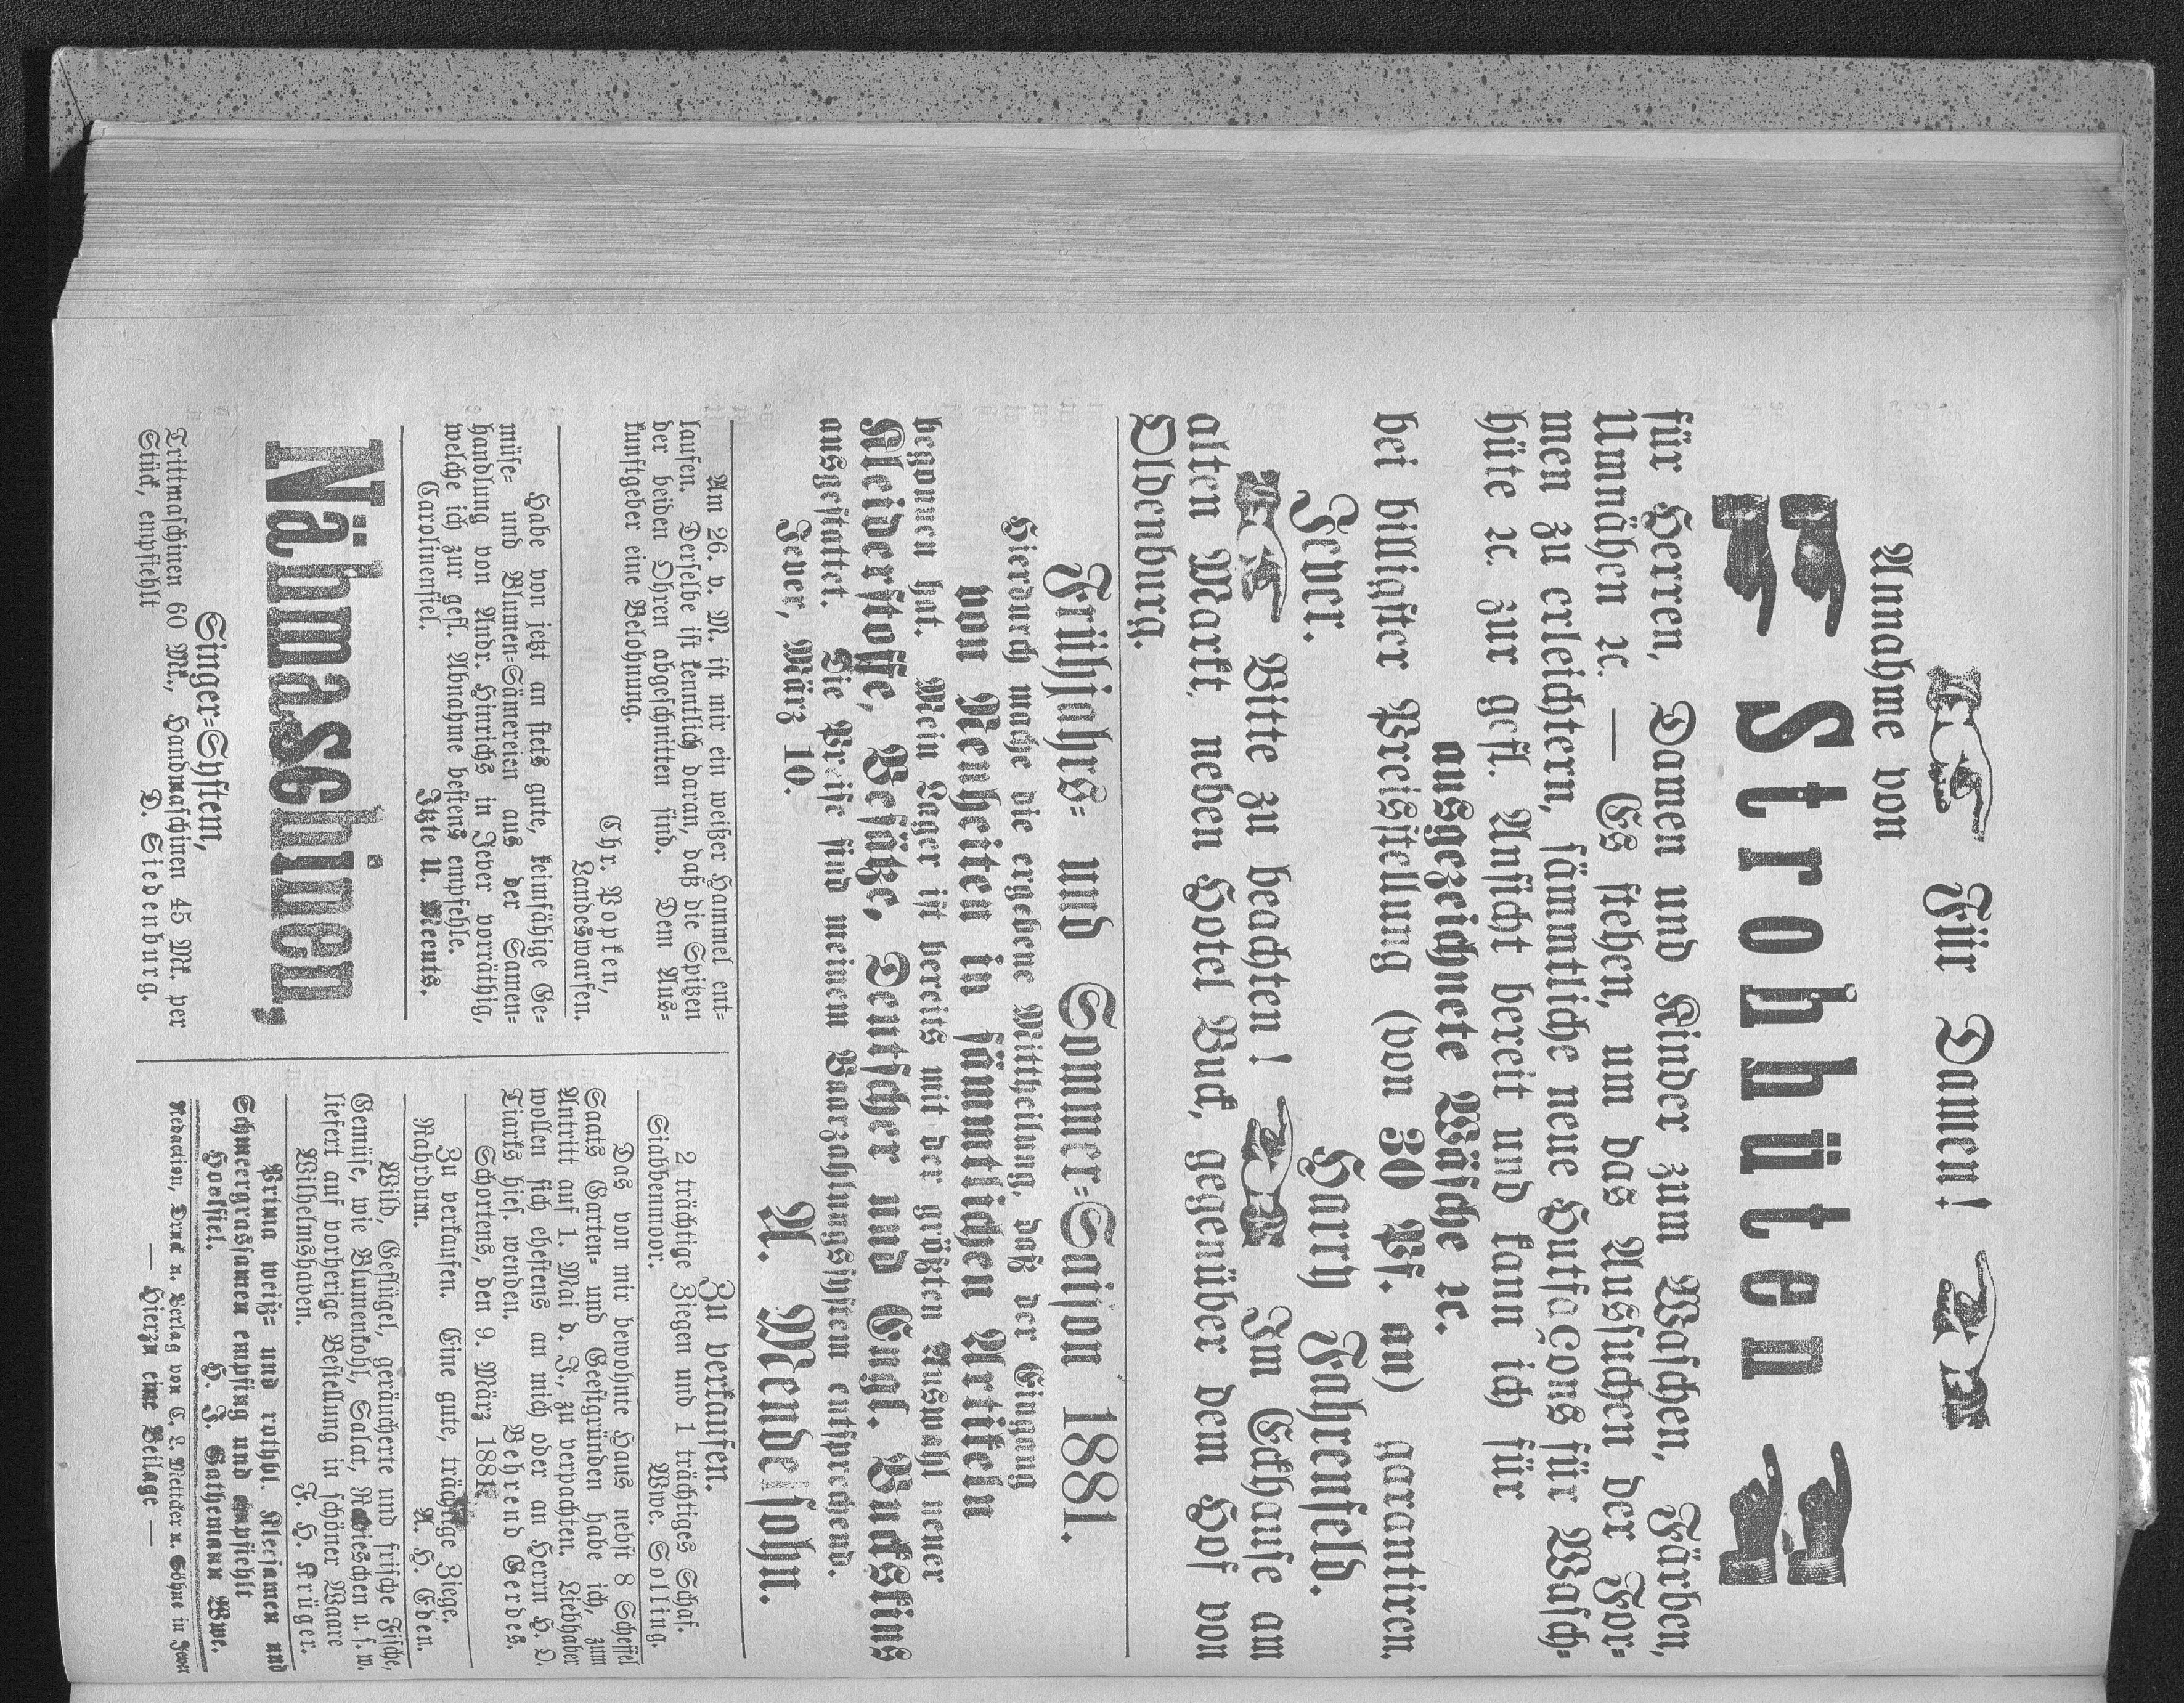 Für Damen!
Annahme von
Strohhüten
für Herren, Damen und Kinder zum Waschen, Färben,
Umnähen ꝛc. — Es stehen, um das Aussuchen der For-
men zu erleichtern, sämmtliche neue Hutfaçons für Wasch-
hüte ꝛc. zur gefl. Ansicht bereit und kann ich für
ausgezeichnete Wäsche ꝛc.
bei billigster Preisstellung (von 30 Pf. an) garantiren.
Jever. Harry Fahrenfeld.
Bitte zu beachten! Im Eckhause am
alten Markt, neben Hotel Buck, gegenüber dem Hof von
Oldenburg.
Frühjahrs- und Sommer-Saison 1881.
Hierdurch mache die ergebene Mittheilung, daß der Eingang
von Neuheiten in sämmtlichen Artikeln
begonnen hat. Mein Lager ist bereits mit der größten Auswahl neuer
Kleiderstoffe, Besätze, Deutscher und Engl. Buckskins
ausgestattet. Die Preise sind meinem Baarzahlungssystem entsprechend.
Jever, März 10. A. Mendelsohn.
Am 26. v. M. ist mir ein weißer Hammel ent-
laufen. Derselbe ist kenntlich daran, daß die Spitzen
der beiden Ohren abgeschnitten sind. Dem Aus-
kunftgeber eine Belohnung.
Chr. Popken,
Landeswarfen.
Habe von jetzt an stets gute, keimfähige Ge-
müse- und Blumen-Sämereien aus der Samen-
handlung von Andr. Hinrichs in Jever vorräthig,
welche ich zur gefl. Abnahme bestens empfehle.
Carolinensiel. Itzte U. Meents.
Nähmaschinen,
Singer-System,
Trittmaschinen 60 Mk., Handmaschinen 45 Mk. per
Stück, empfiehlt D. Siedenburg.
Zu verkaufen.
2 trächtige Ziegen und 1 trächtiges Schaf.
Siabbenmoor. Wwe. Solling.
Das von mir bewohnte Haus nebst 8 Scheffel
Saats Garten- und Geestgründen habe ich, zum
Antritt auf 1. Mai d. J., zu verpachten. Liebhaber
wollen sich ehestens an mich oder an Herrn H. O.
Tiarks hies. wenden. Behrend Gerdes.
Schortens, den 9. März 1881.
Zu verkaufen. Eine gute, trächtige Ziege.
Nahrdum. A. H. Eden.
Wild, Geflügel, geräucherte und frische Fische,
Gemüse, wie Blumenkohl, Salat, Radieschen u. s. w.
liefert auf vorherige Bestellung in schöner Waare
Wilhelmshaven. F. H. Krüger.
Prima weiß- und rothbl. Kleesamen und
Schmeergrassamen empfing und empfiehlt
Hooksiel. H. J. Gathemann Wwe.
Redaction, Druck u. Verlag von C. L. Mettcker u. Söhne in Jever
— Hierzu eine Beilage —